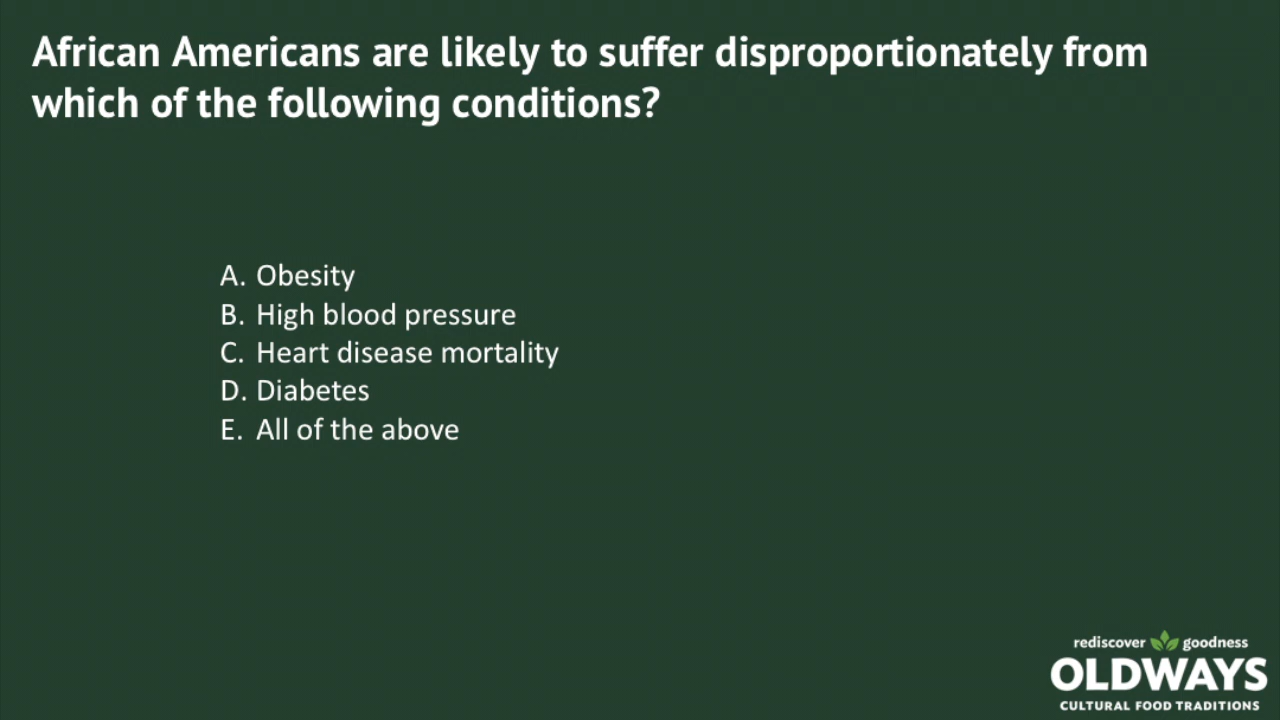 African Americans are likely to suffer disproportionately from
which of the following conditions?
A. Obesity
B. High blood pressure
C. Heart disease mortality
D. Diabetes
E. All of the above
rediscover goodness
OLDWAYS
CULTURAL FOOD TRADITIONS